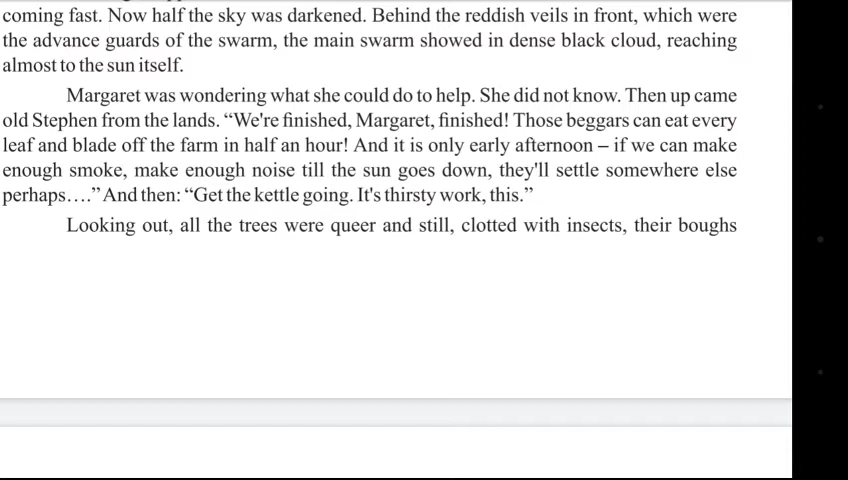 coming fast. Now half the sky was darkened. Behind the reddish veils in front, which were
the advance guards of the swarm, the main swarm showed in dense black cloud, reaching
almost to the sun itself.
Margaret was wondering what she could do to help. She did not know. Then up came
old Stephen from the lands. “We're finished, Margaret, finished! Those beggars can eat every
leaf and blade off the farm in half an hour! And it is only early afternoon – if we can make
enough smoke, make enough noise till the sun goes down, they'll settle somewhere else
perhaps….” And then: “Get the kettle going. It's thirsty work, this.”
Looking out, all the trees were queer and still, clotted with insects, their boughs